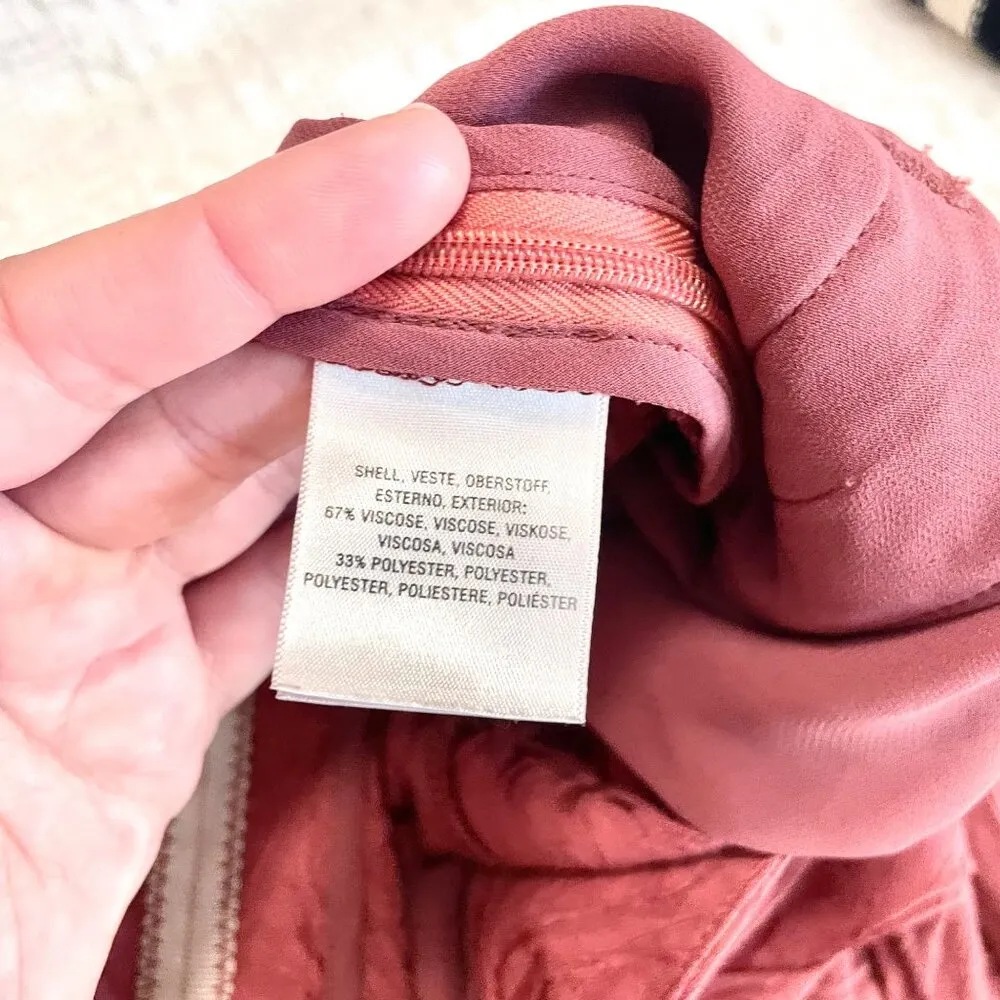 SHELL, VESTE, OBERSTOFF,
ESTERNO, EXTERIOR:
67% VISCOSE, VISCOSE, VISKOSE,
VISCOSA, VISCOSA
33% POLYESTER, POLYESTER,
POLYESTER, POLIESTERE, POLIÉSTER